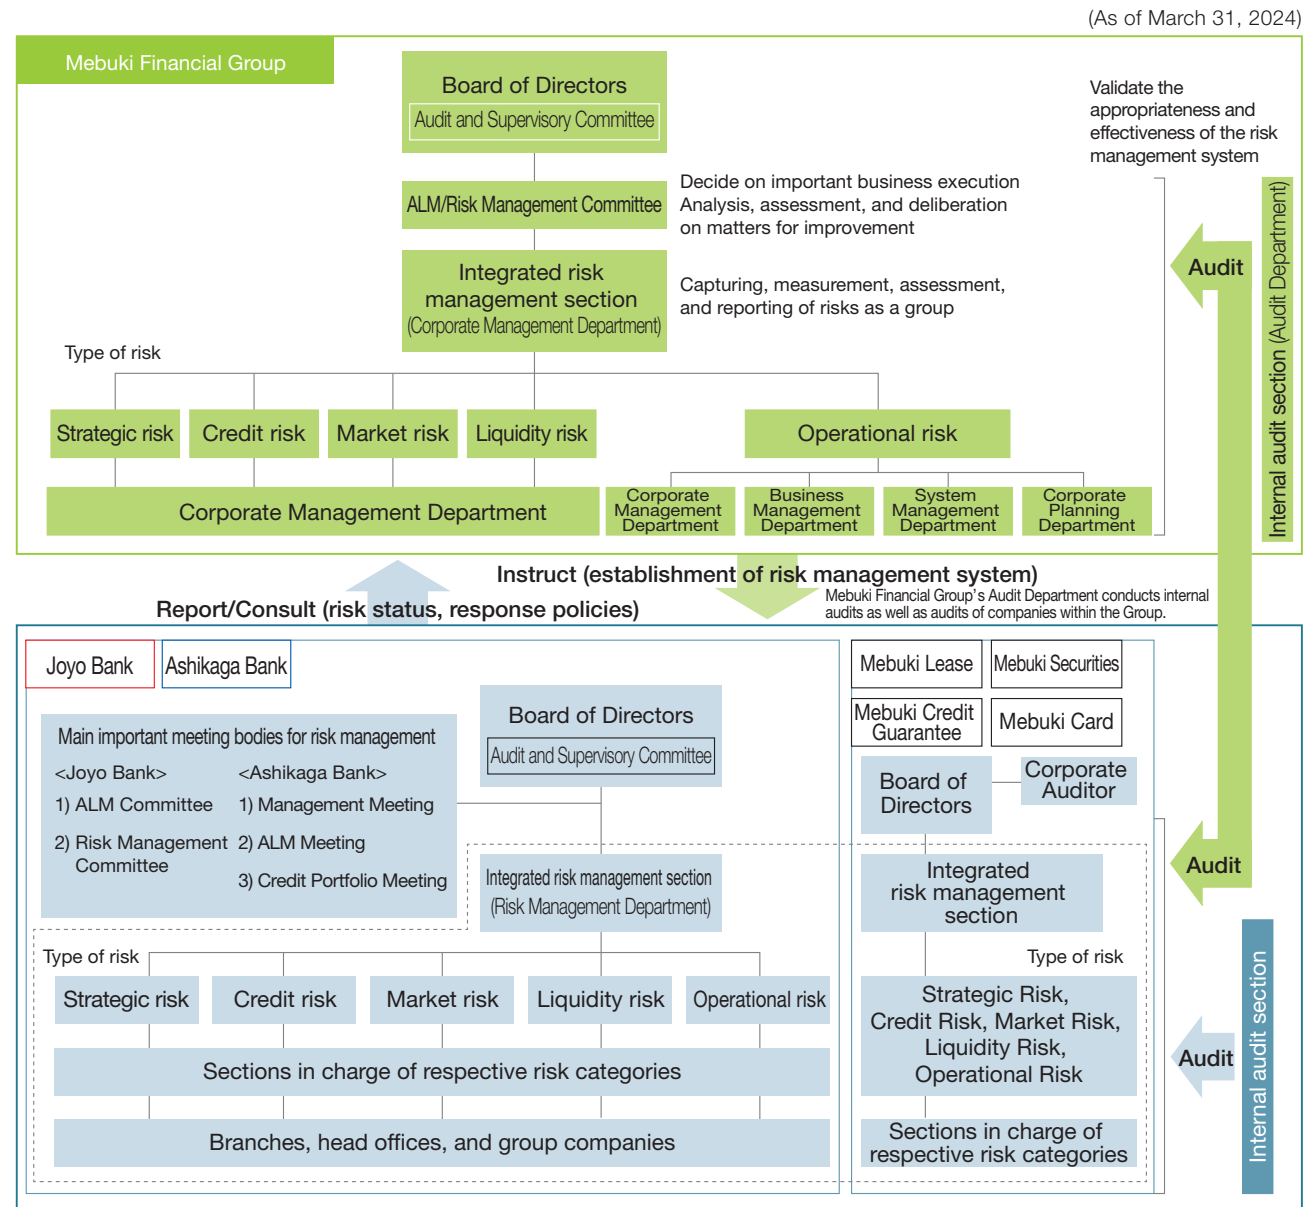 (As of March 31, 2024)
Mebuki Financial Group
Board of Directors
Audit and Supervisory Committee
Validate the
appropriateness and
effectiveness of the risk
management system
ALM/Risk Management Committee
Decide on important business execution
Analysis, assessment, and deliberation
on matters for improvement
Integrated risk
management section
(Corporate Management Department)
Capturing, measurement, assessment,
and reporting of risks as a group
Audit
Internal audit section (Audit Department)
Type of risk
Strategic risk
Credit risk
Market risk
Liquidity risk
Operational risk
Corporate Management Department
Corporate
Management
Department
Business
Management
Department
System
Management
Department
Corporate
Planning
Department
Instruct (establishment of risk management system)
Report/Consult (risk status, response policies)
Mebuki Financial Group's Audit Department conducts internal
audits as well as audits of companies within the Group.
Joyo Bank
Ashikaga Bank
Board of Directors
Audit and Supervisory Committee
Main important meeting bodies for risk management
<Joyo Bank>
1) ALM Committee
2) Risk Management
Committee
<Ashikaga Bank>
1) Management Meeting
2) ALM Meeting
3) Credit Portfolio Meeting
Integrated risk management section
(Risk Management Department)
Type of risk
Strategic risk
Credit risk
Market risk
Liquidity risk
Operational risk
Sections in charge of respective risk categories
Branches, head offices, and group companies
Mebuki Lease
Mebuki Securities
Mebuki Credit
Guarantee
Mebuki Card
Board of
Directors
Corporate
Auditor
Integrated
risk management
section
Type of risk
Strategic Risk,
Credit Risk, Market Risk,
Liquidity Risk,
Operational Risk
Sections in charge of
respective risk categories
Audit
Audit
Internal audit section